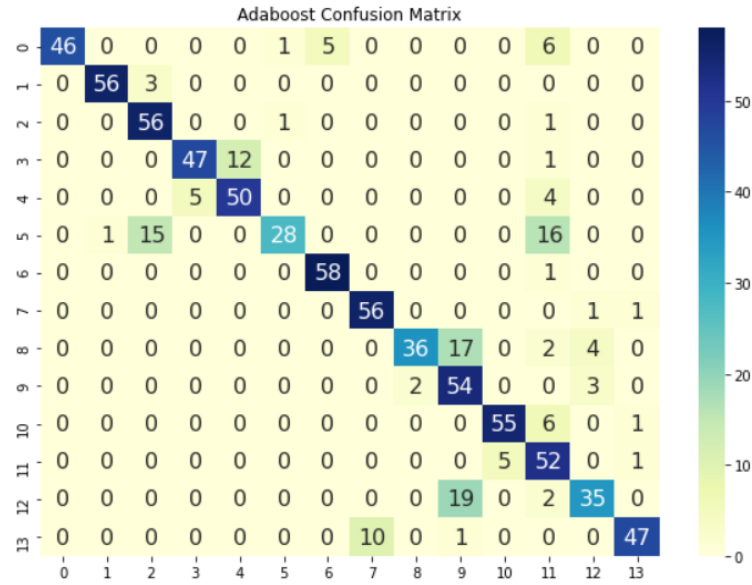 Adaboost Confusion Matrix
0 46 0 0 0 0 1 5 0 0 0 0 6 0 0
1 0 56 3 0 0 0 0 0 0 0 0 0 0 0
2 0 0 56 0 0 1 0 0 0 0 0 1 0 0
3 0 0 0 47 12 0 0 0 0 0 0 1 0 0
4 0 0 0 5 50 0 0 0 0 0 0 4 0 0
5 0 1 15 0 0 28 0 0 0 0 0 16 0 0
6 0 0 0 0 0 0 58 0 0 0 0 1 0 0
7 0 0 0 0 0 0 0 56 0 0 0 0 1 1
8 0 0 0 0 0 0 0 0 36 17 0 2 4 0
9 0 0 0 0 0 0 0 0 2 54 0 0 3 0
10 0 0 0 0 0 0 0 0 0 0 55 6 0 1
11 0 0 0 0 0 0 0 0 0 0 5 52 0 1
12 0 0 0 0 0 0 0 0 0 19 0 2 35 0
13 0 0 0 0 0 0 0 10 0 1 0 0 0 47
0 1 2 3 4 5 6 7 8 9 10 11 12 13
50
40
30
20
10
0